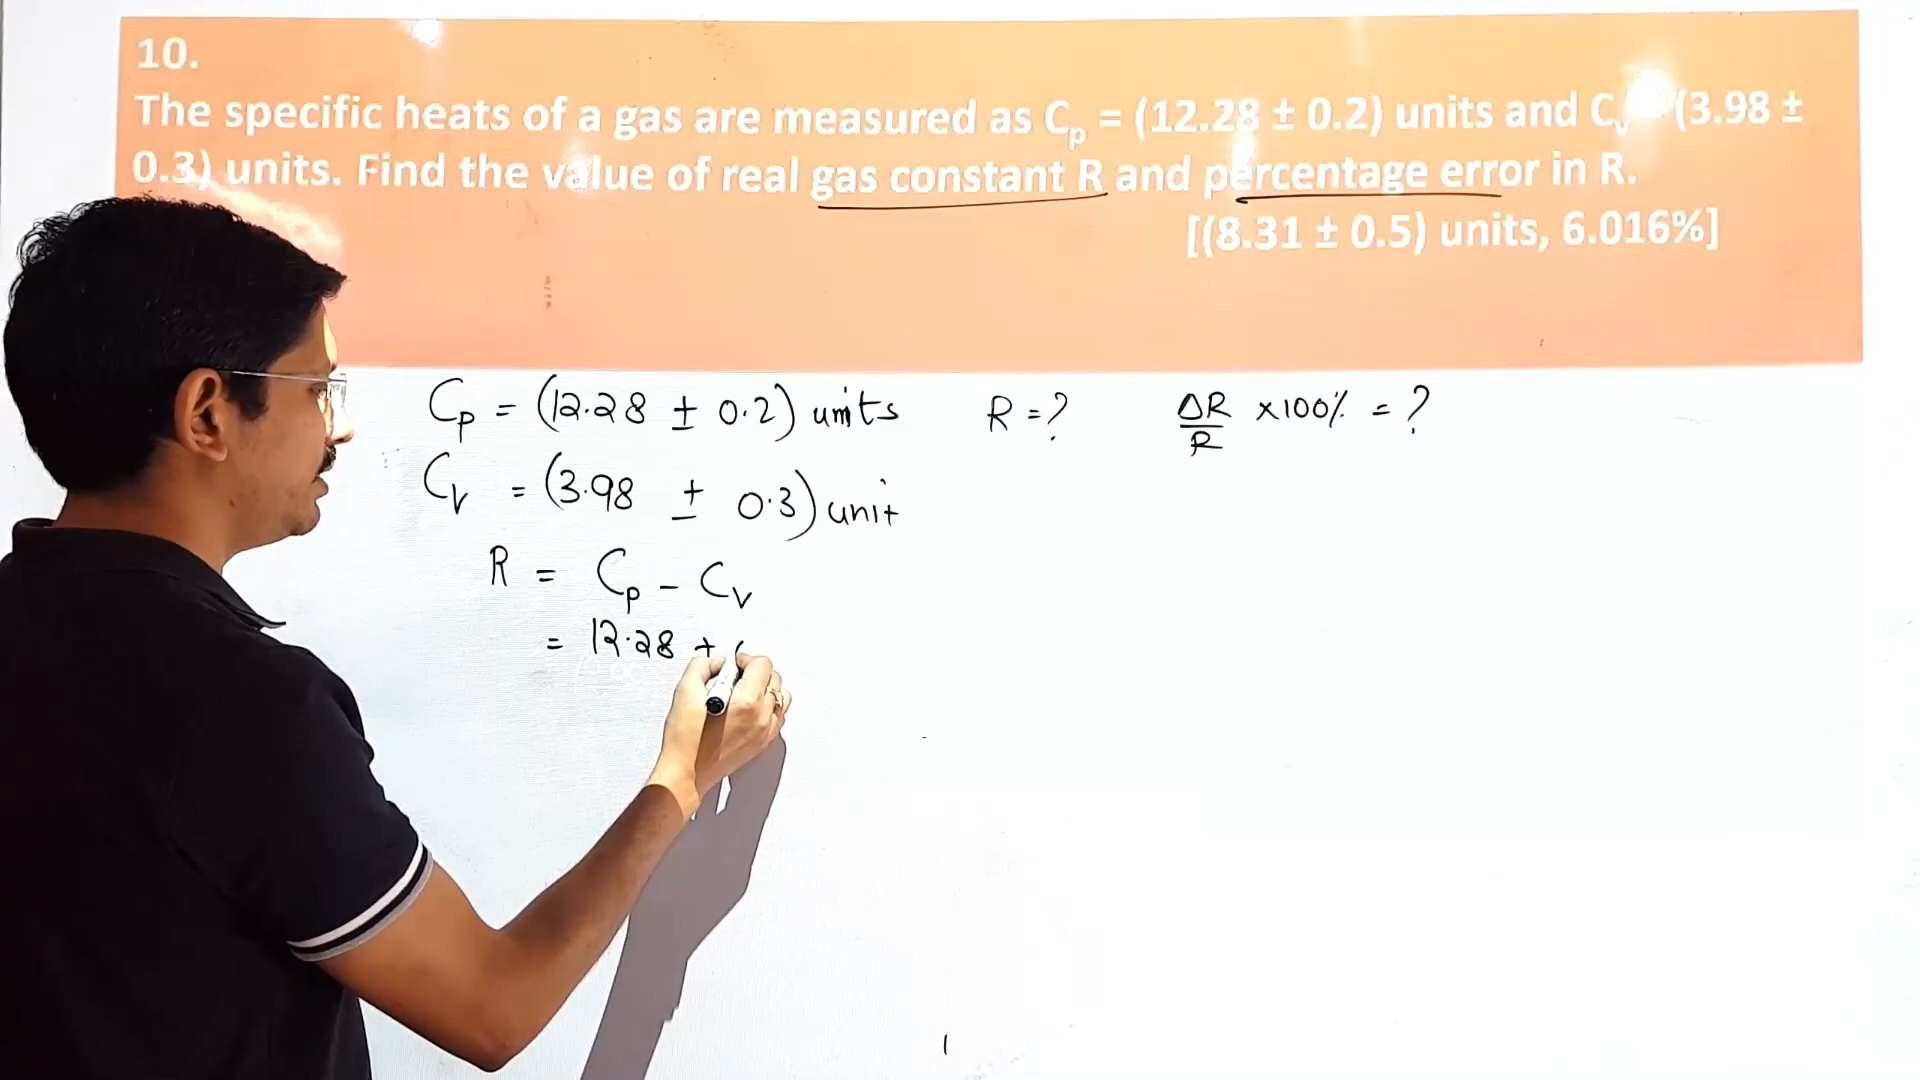 10.
The specific heats of a gas are measured as Cp = (12.28 ± 0.2) units and Cv = (3.98 ±
0.3) units. Find the value of real gas constant R and percentage error in R.
[(8.31 ± 0.5) units, 6.016%]
Cp = (12.28 ± 0.2) units R = ? ΔR/R ×100% = ?
Cv = (3.98 ± 0.3) unit
R = Cp - Cv
= 12.28 +